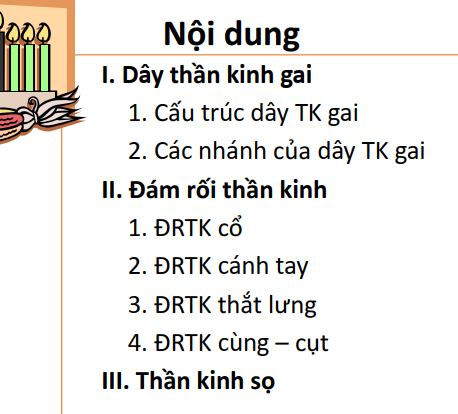 Nội dung
I. Dây thần kinh gai
1. Cấu trúc dây TK gai
2. Các nhánh của dây TK gai
II. Đám rối thần kinh
1. ĐRTK cổ
2. ĐRTK cánh tay
3. ĐRTK thắt lưng
4. ĐRTK cùng – cụt
III. Thần kinh sọ